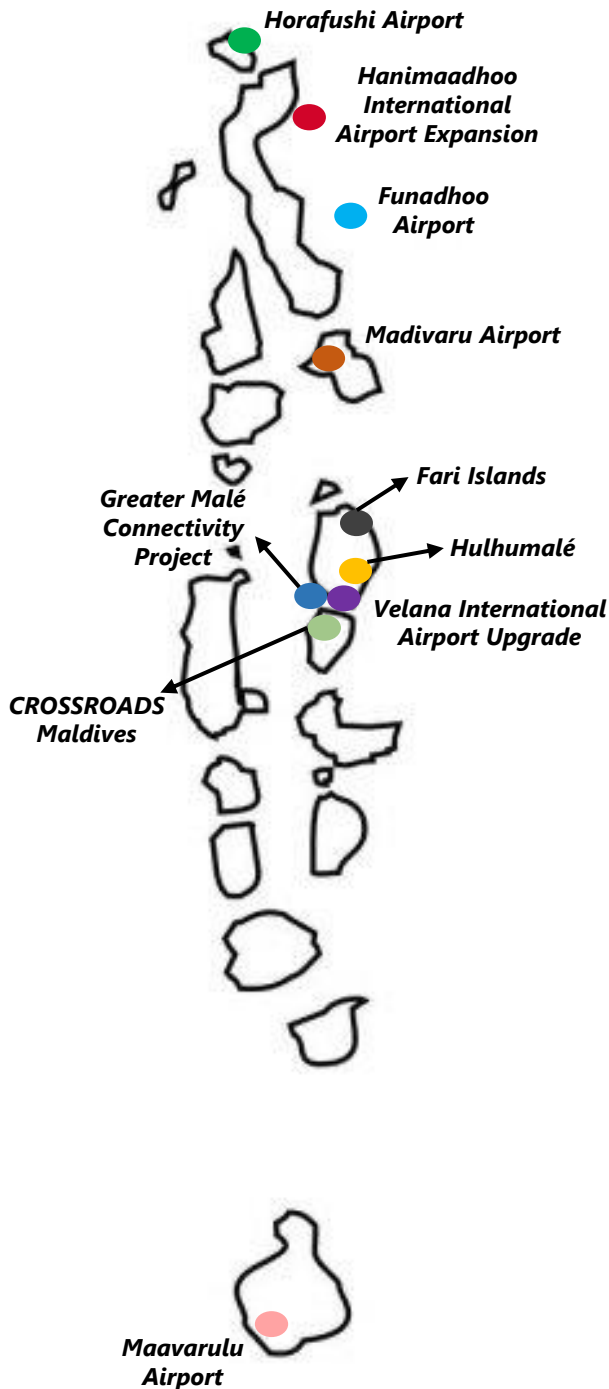 Horafushi Airport
Hanimaadhoo
International
Airport Expansion
Funadhoo
Airport
Madivaru Airport
Fari Islands
Greater Malé
Connectivity
Project
Hulhumalé
Velana International
Airport Upgrade
CROSSROADS
Maldives
Maavarulu
Airport